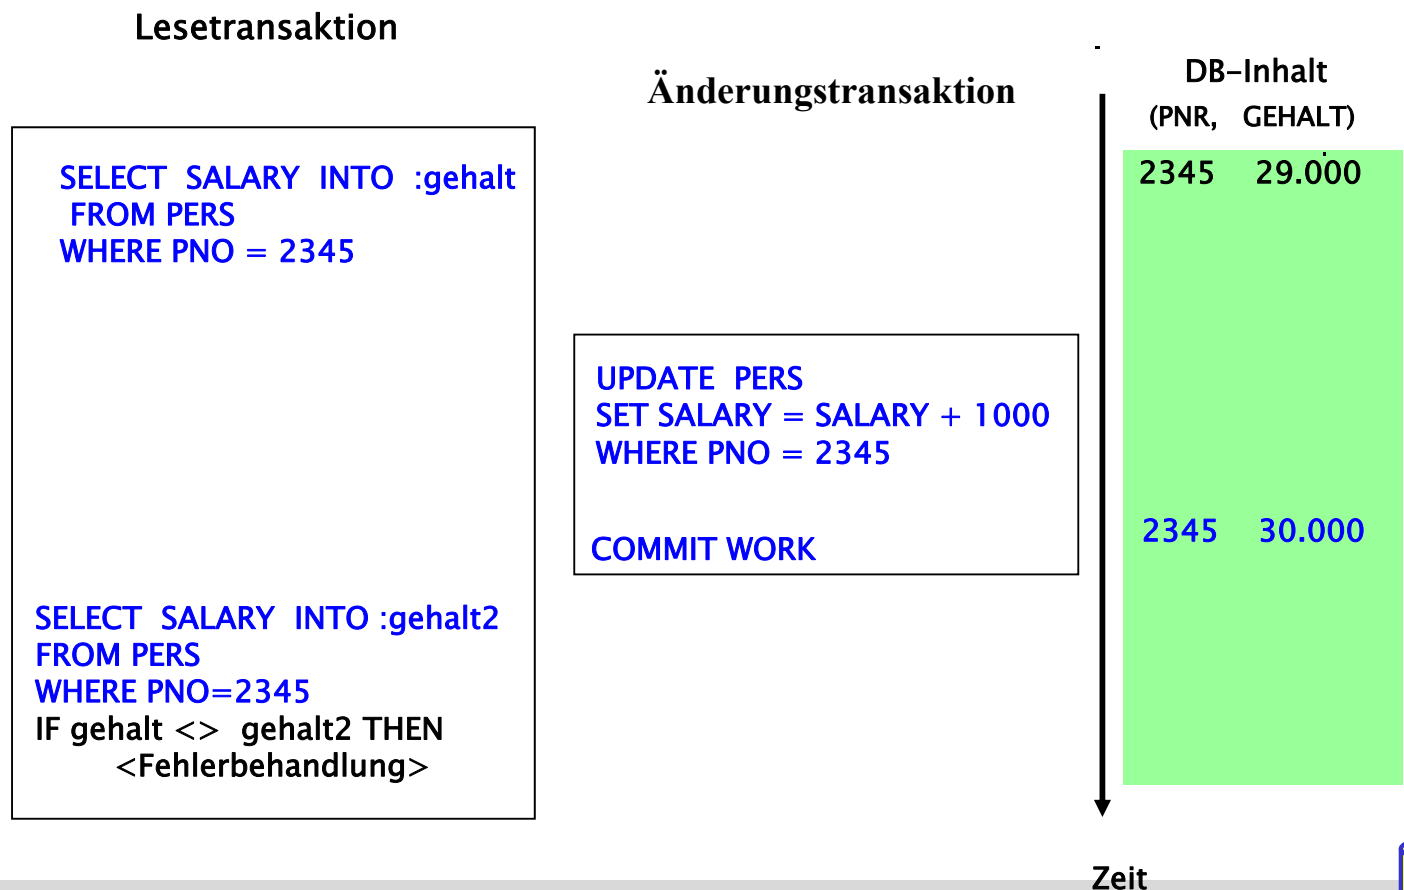 Lesetransaktion
Änderungstransaktion
DB-Inhalt
(PNR, GEHALT)
SELECT SALARY INTO :gehalt
FROM PERS
WHERE PNO = 2345
2345 29.000
UPDATE PERS
SET SALARY = SALARY + 1000
WHERE PNO = 2345
COMMIT WORK
2345 30.000
SELECT SALARY INTO :gehalt2
FROM PERS
WHERE PNO=2345
IF gehalt <> gehalt2 THEN
<Fehlerbehandlung>
Zeit